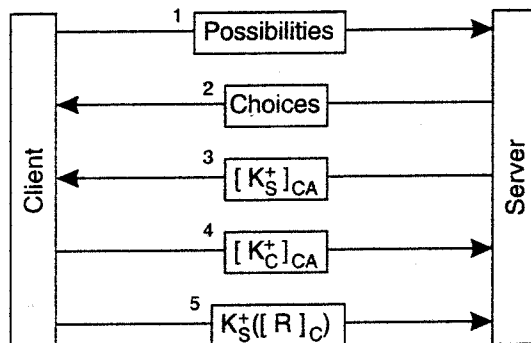 1 Possibilities
2 Choices
3 [ K_S^+ ]_CA
4 [ K_C^+ ]_CA
5 K_S^+([ R ]_C)
Client
Server